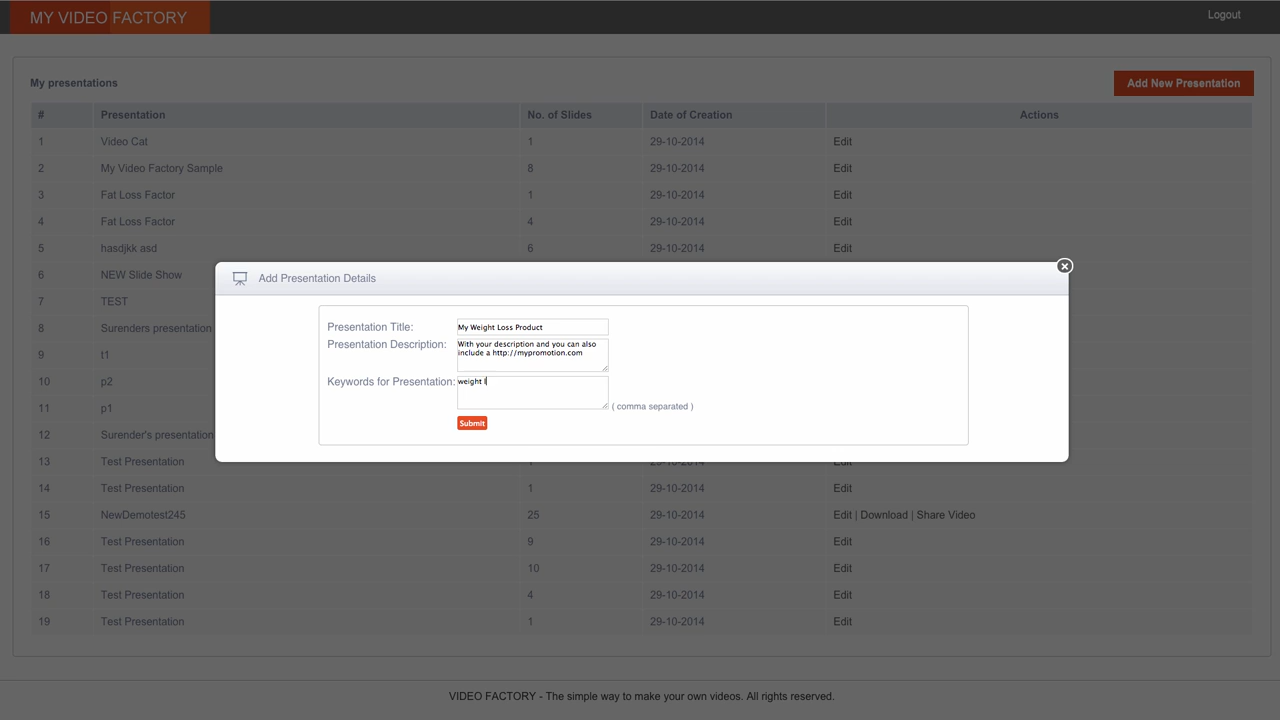 MY VIDEO FACTORY
Logout
My presentations
Add New Presentation
# Presentation No. of Slides Date of Creation Actions
1 Video Cat 1 29-10-2014 Edit
2 My Video Factory Sample 8 29-10-2014 Edit
3 Fat Loss Factor 1 29-10-2014 Edit
4 Fat Loss Factor 4 29-10-2014 Edit
5 hasdjkk asd 6 29-10-2014 Edit
6 NEW Slide Show
7 TEST
8 Surenders presentation
9 t1
10 p2
11 p1
12 Surender's presentation
Add Presentation Details
Presentation Title: My Weight Loss Product
Presentation Description: With your description and you can also
include a http://mypromotion.com
Keywords for Presentation: weight l
( comma separated )
Submit
13 Test Presentation 1 29-10-2014 Edit
14 Test Presentation 1 29-10-2014 Edit
15 NewDemotest245 25 29-10-2014 Edit | Download | Share Video
16 Test Presentation 9 29-10-2014 Edit
17 Test Presentation 10 29-10-2014 Edit
18 Test Presentation 4 29-10-2014 Edit
19 Test Presentation 1 29-10-2014 Edit
VIDEO FACTORY - The simple way to make your own videos. All rights reserved.